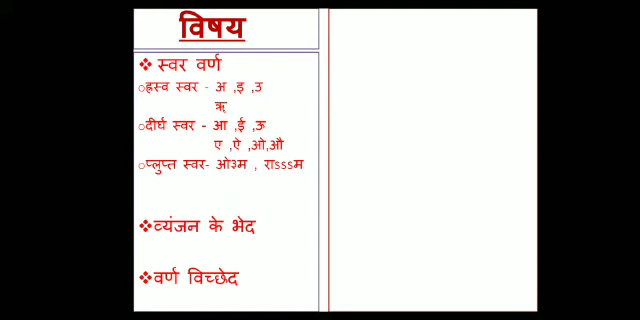 विषय
❖ स्वर वर्ण
○ह्रस्व स्वर - अ ,इ ,उ
ऋ
○दीर्घ स्वर – आ ,ई ,ऊ
ए ,ऐ ,ओ,औ
○प्लुप्त स्वर- ओ३म , राऽऽऽम
❖व्यंजन के भेद
❖वर्ण विच्छेद